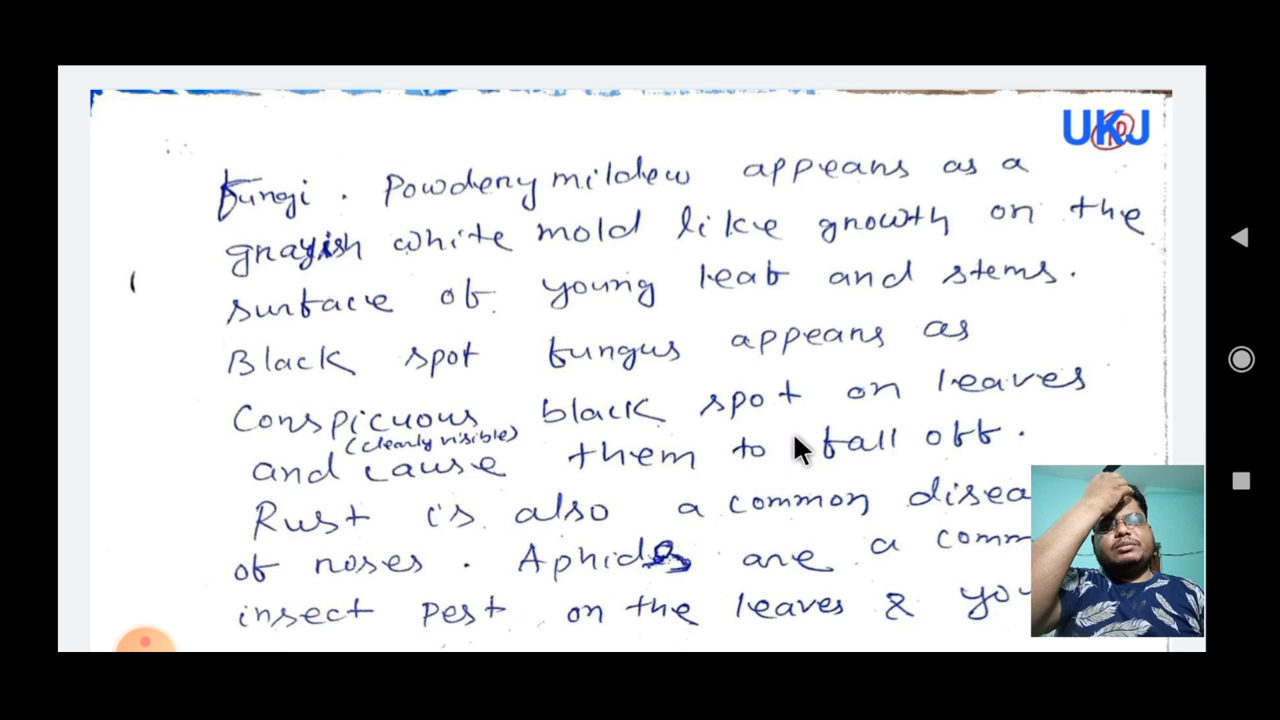 UKJ
fungi. Powdery mildew appears as a
grayish white mold like growth on the
surface of young leaf and stems.
Black spot fungus appears as
Conspicuous black spot on leaves
(clearly visible)
and cause them to fall off.
Rust is also a common disea
of roses. Aphids are a comm
insect pest on the leaves & you